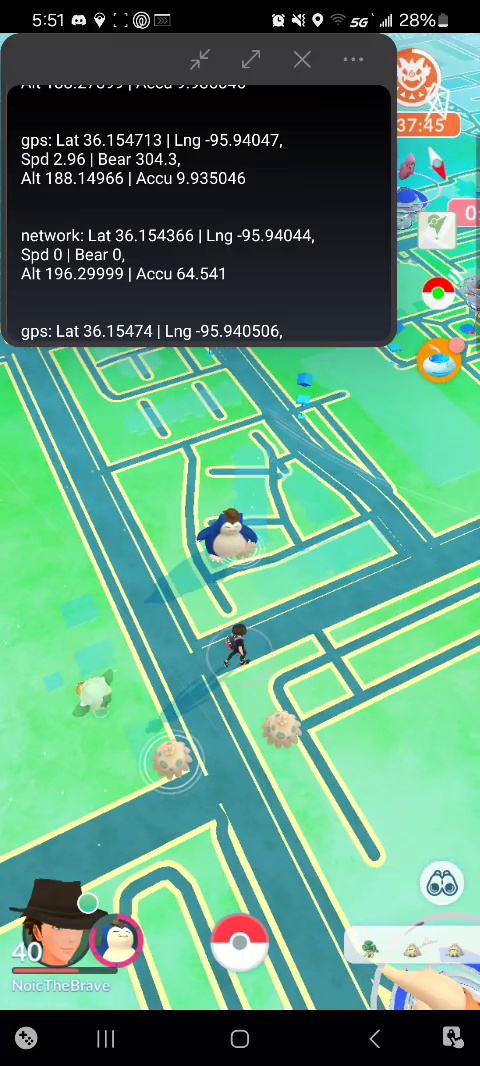 5:51
5G
28%
Alt 188.27899 | Accu 9.936046
gps: Lat 36.154713 | Lng -95.94047,
Spd 2.96 | Bear 304.3,
Alt 188.14966 | Accu 9.935046
network: Lat 36.154366 | Lng -95.94044,
Spd 0 | Bear 0,
Alt 196.29999 | Accu 64.541
gps: Lat 36.15474 | Lng -95.940506,
37:45
40
NoicTheBrave